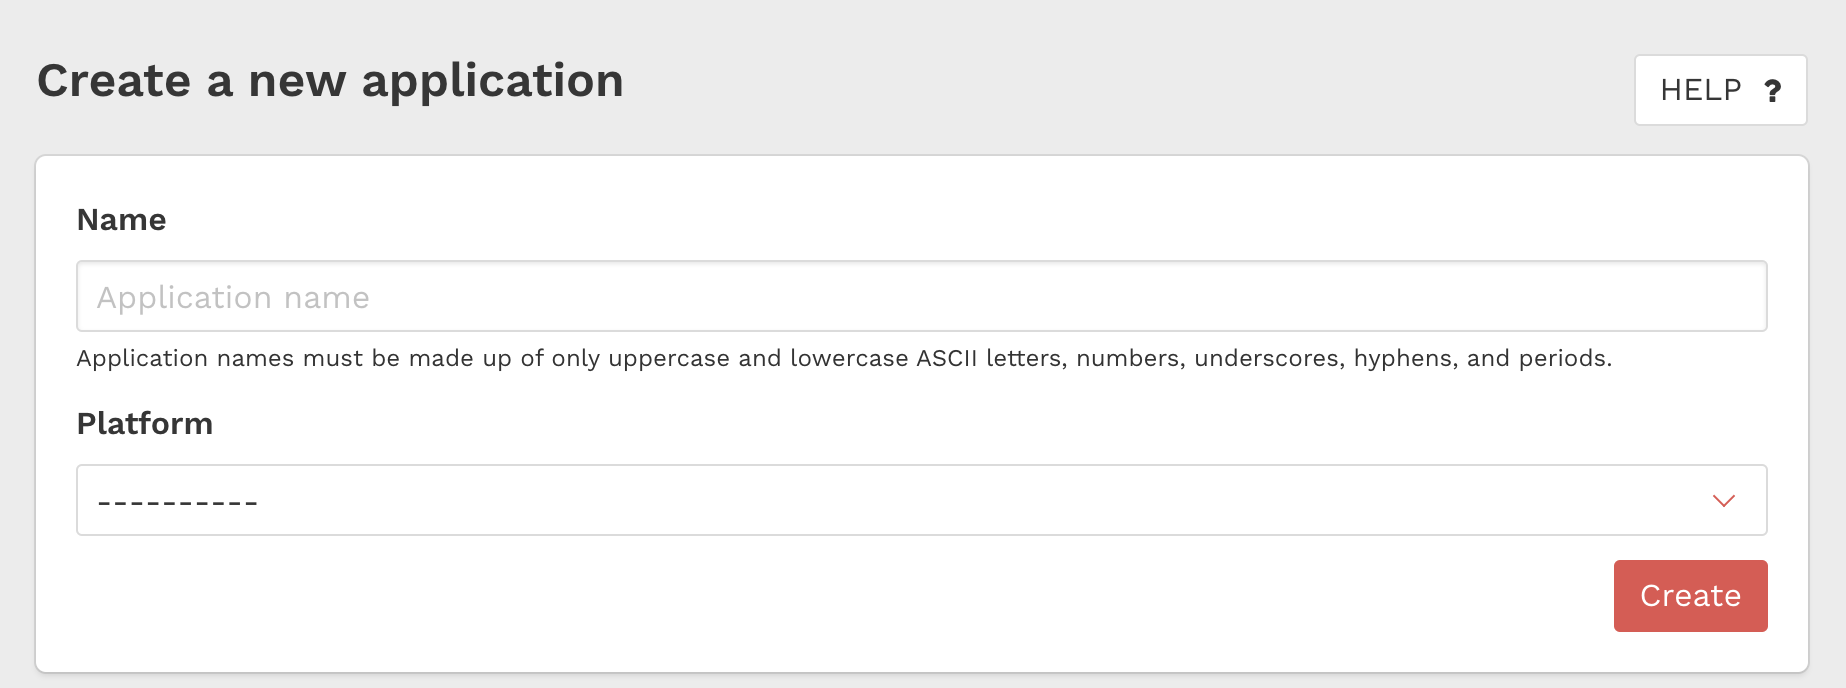 Create a new application
HELP ?
Name
Application name
Application names must be made up of only uppercase and lowercase ASCII letters, numbers, underscores, hyphens, and periods.
Platform
----------
Create